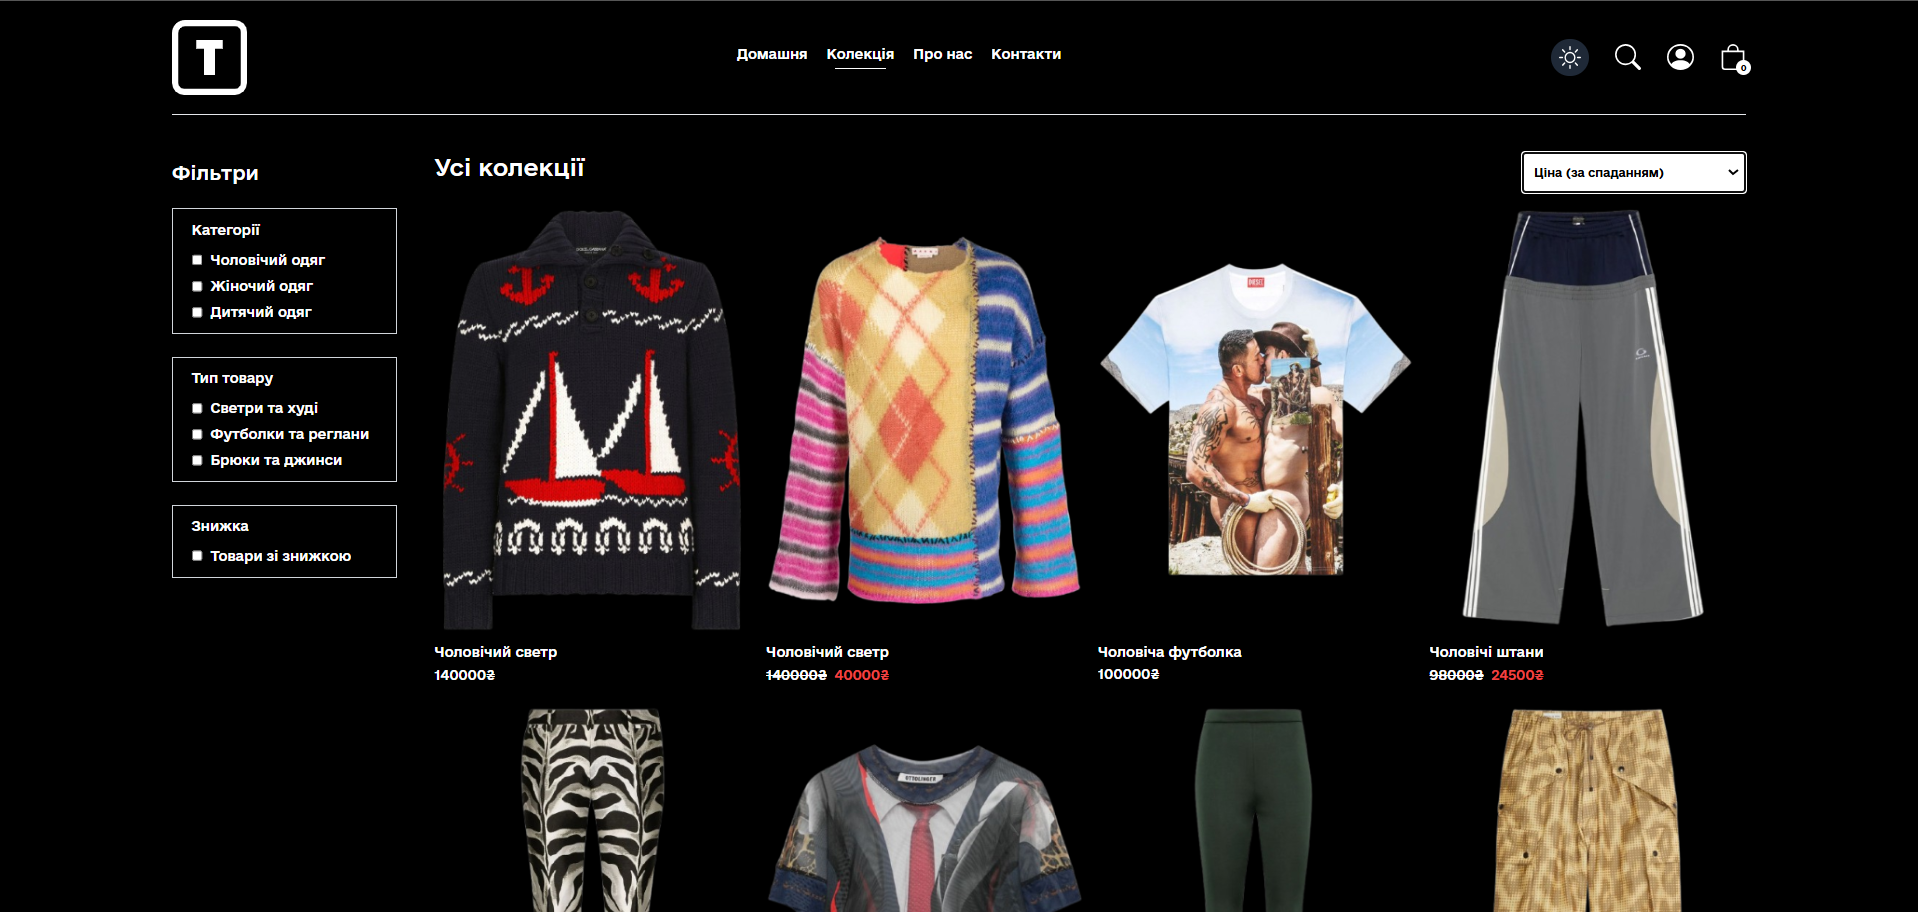 T
Домашня Колекція Про нас Контакти
0
Фільтри
Категорії
Чоловічий одяг
Жіночий одяг
Дитячий одяг
Тип товару
Светри та худі
Футболки та реглани
Брюки та джинси
Знижка
Товари зі знижкою
Усі колекції
Ціна (за спаданням)
DIESEL
Чоловічий светр
140000₴
Чоловічий светр
140000₴ 40000₴
Чоловіча футболка
100000₴
Чоловічі штани
98000₴ 24500₴
OTTOLINGER